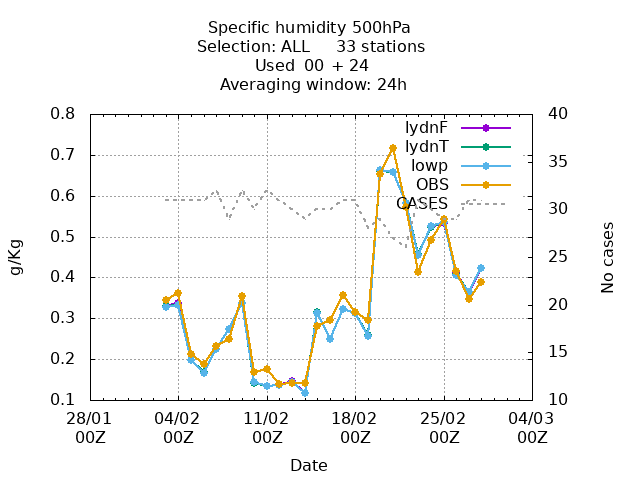 Specific humidity 500hPa
Selection: ALL 33 stations
Used 00 + 24
Averaging window: 24h
0.8
0.7
0.6
0.5
0.4
0.3
0.2
0.1
40
35
30
25
20
15
10
lydnF
lydnT
lowp
OBS
CASES
g/Kg
No cases
28/01 04/02 11/02 18/02 25/02 04/03
00Z 00Z 00Z 00Z 00Z 00Z
Date